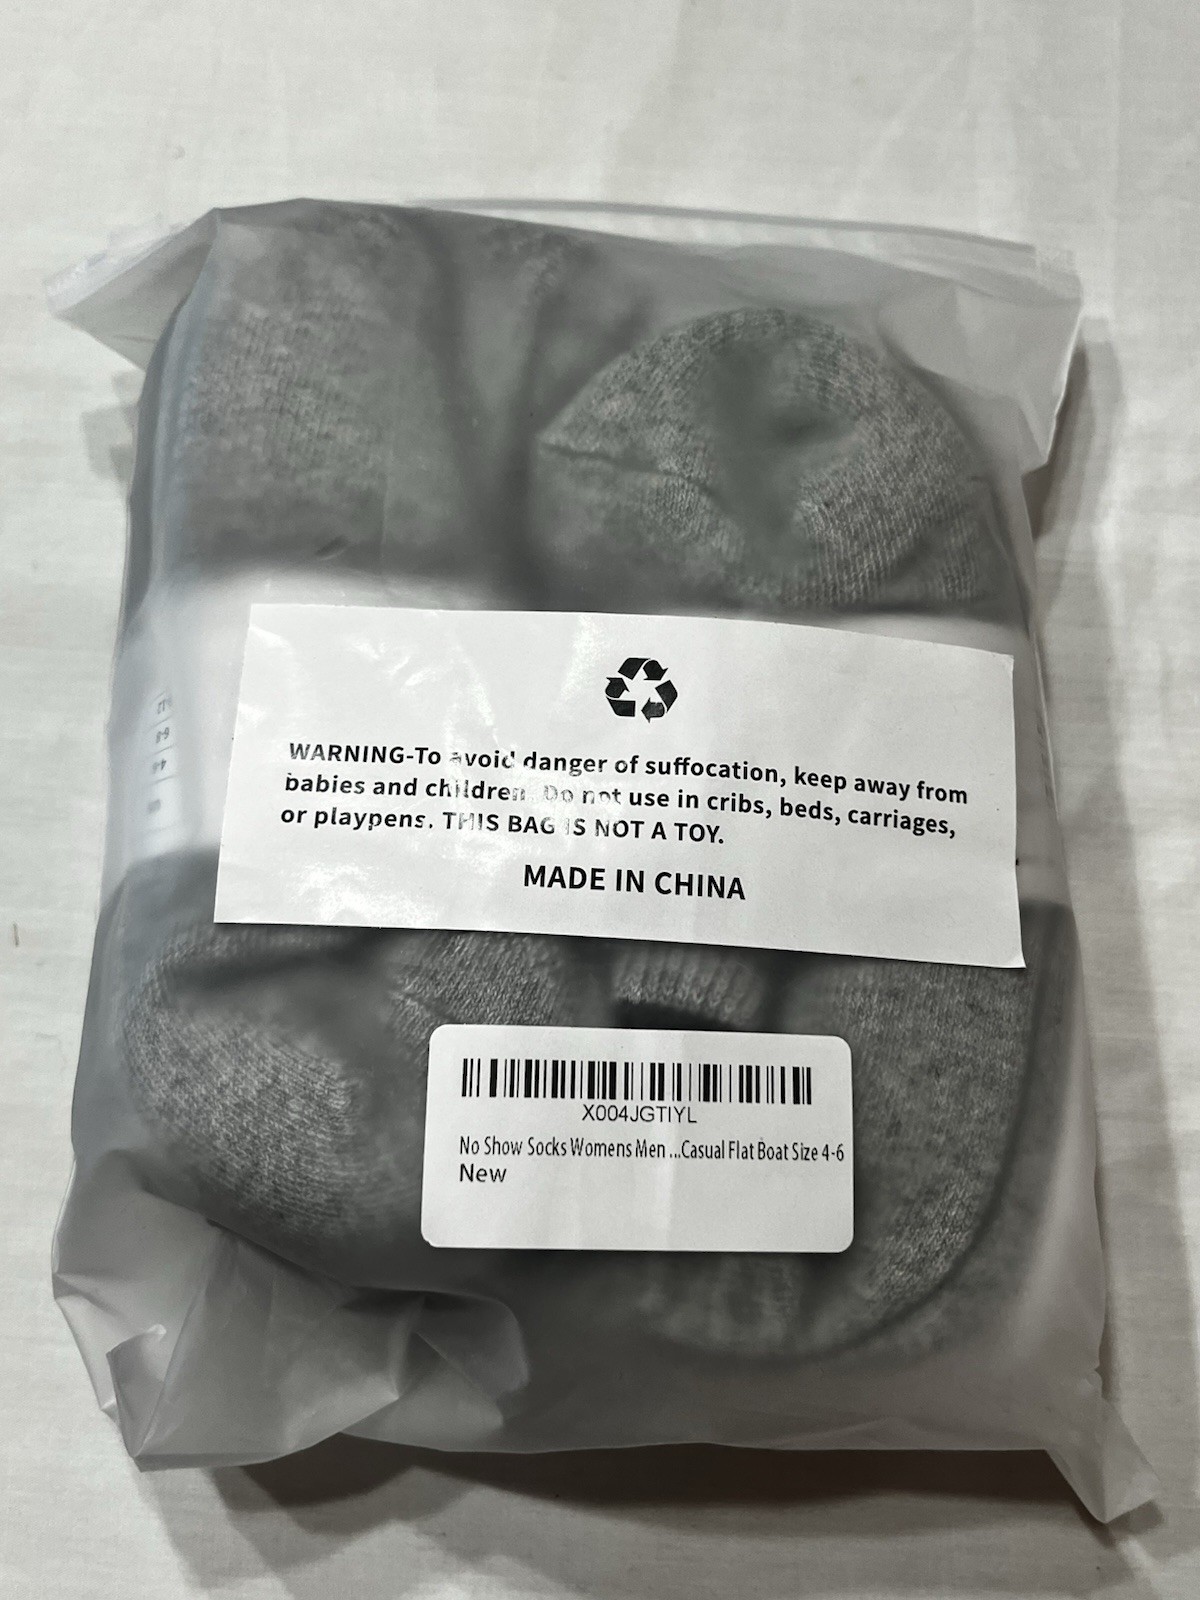 WARNING-To avoid danger of suffocation, keep away from
babies and children. Do not use in cribs, beds, carriages,
or playpens. THIS BAG IS NOT A TOY.
MADE IN CHINA
X004JGTIYL
No Show Socks Womens Men ...Casual Flat Boat Size 4-6
New